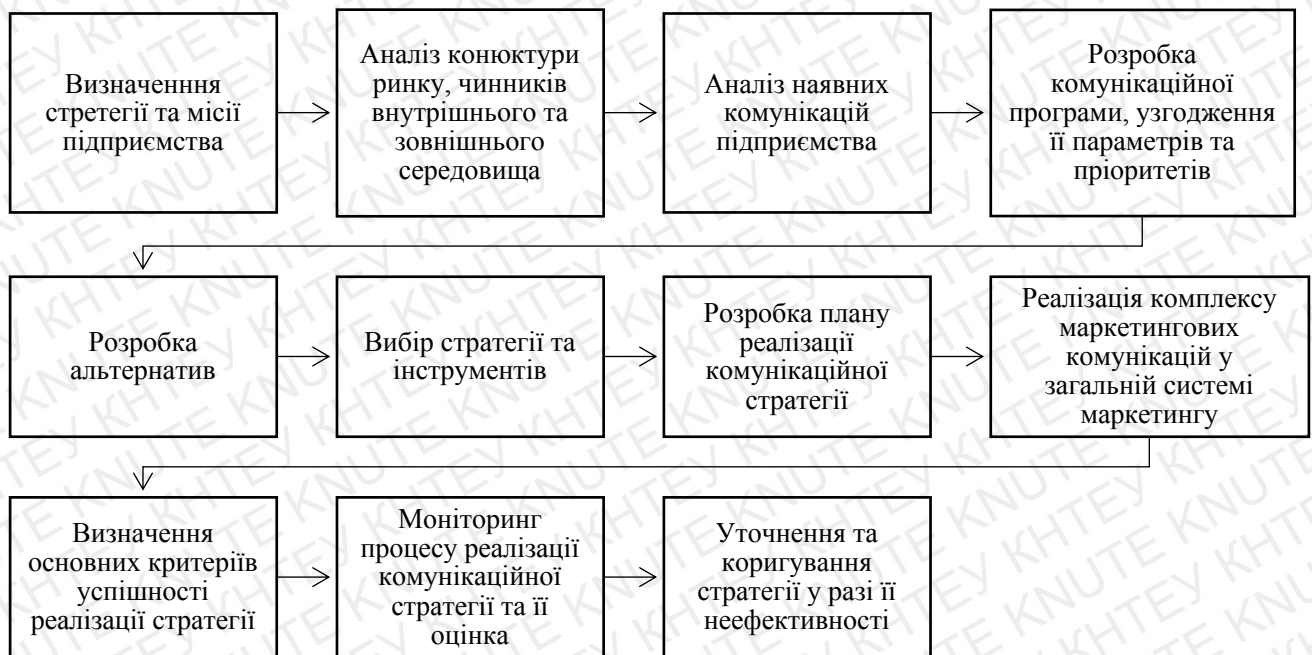 Визначенння
стретегії та місії
підприємства
Аналіз конюктури
ринку, чинників
внутрішнього та
зовнішнього
середовища
Аналіз наявних
комунікацій
підприємства
Розробка
комунікаційної
програми, узгодження
її параметрів та
пріоритетів
Розробка
альтернатив
Вибір стратегії та
інструментів
Розробка плану
реалізації
комунікаційної
стратегії
Реалізація комплексу
маркетингових
комунікацій у
загальній системі
маркетингу
Визначення
основних критеріїв
успішності
реалізації стратегії
Моніторинг
процесу реалізації
комунікаційної
стратегії та її
оцінка
Уточнення та
коригування
стратегії у разі її
неефективності